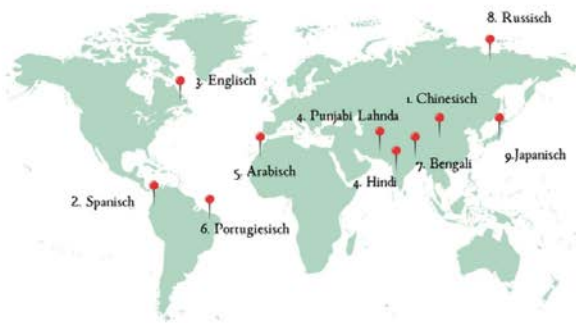 8. Russisch
3. Englisch
1. Chinesisch
4. Punjabi Lahnda
9.Japanisch
7. Bengali
5. Arabisch
4. Hindi
2. Spanisch
6. Portugiesisch